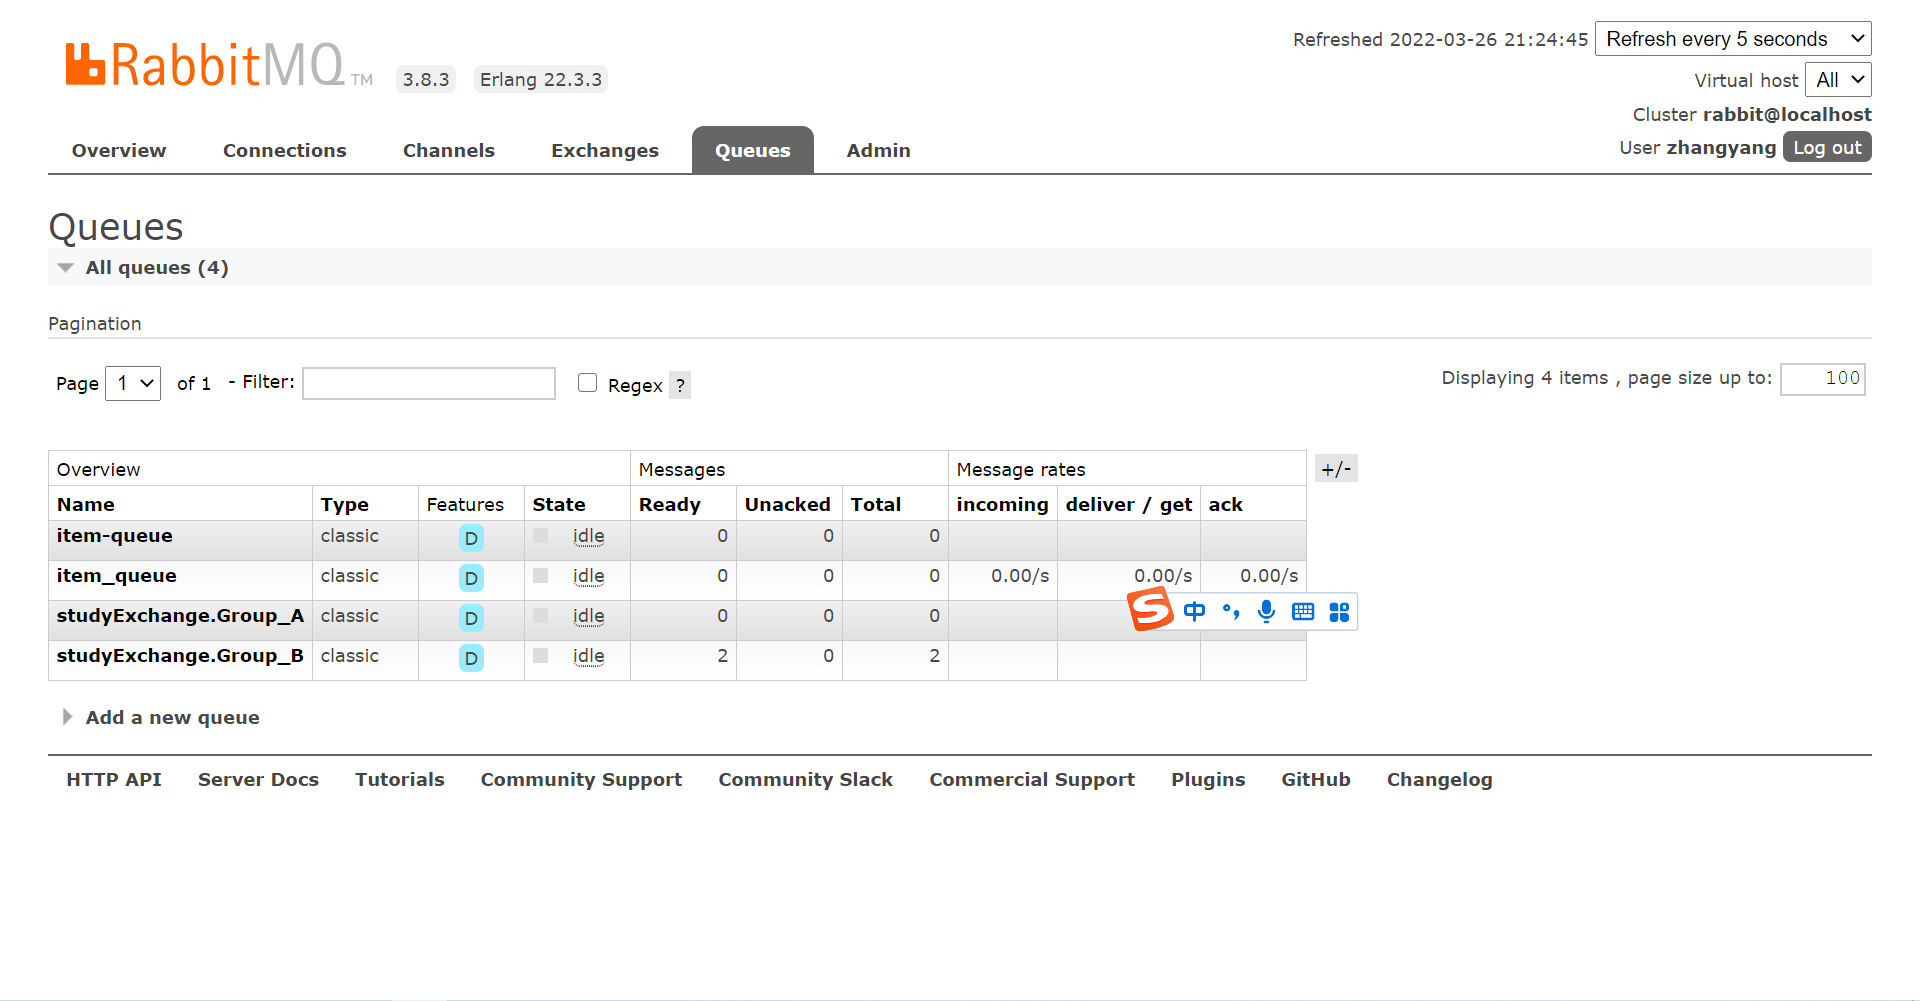 RabbitMQ TM 3.8.3 Erlang 22.3.3
Refreshed 2022-03-26 21:24:45 Refresh every 5 seconds
Virtual host All
Cluster rabbit@localhost
User zhangyang Log out
Overview Connections Channels Exchanges Queues Admin
Queues
All queues (4)
Pagination
Page 1 of 1 - Filter: Regex ? Displaying 4 items , page size up to: 100
Overview Messages Message rates +/-
Name Type Features State Ready Unacked Total incoming deliver / get ack
item-queue classic D idle 0 0 0
item_queue classic D idle 0 0 0 0.00/s 0.00/s 0.00/s
studyExchange.Group_A classic D idle 0 0 0
S 中 °,
studyExchange.Group_B classic D idle 2 0 2
Add a new queue
HTTP API Server Docs Tutorials Community Support Community Slack Commercial Support Plugins GitHub Changelog